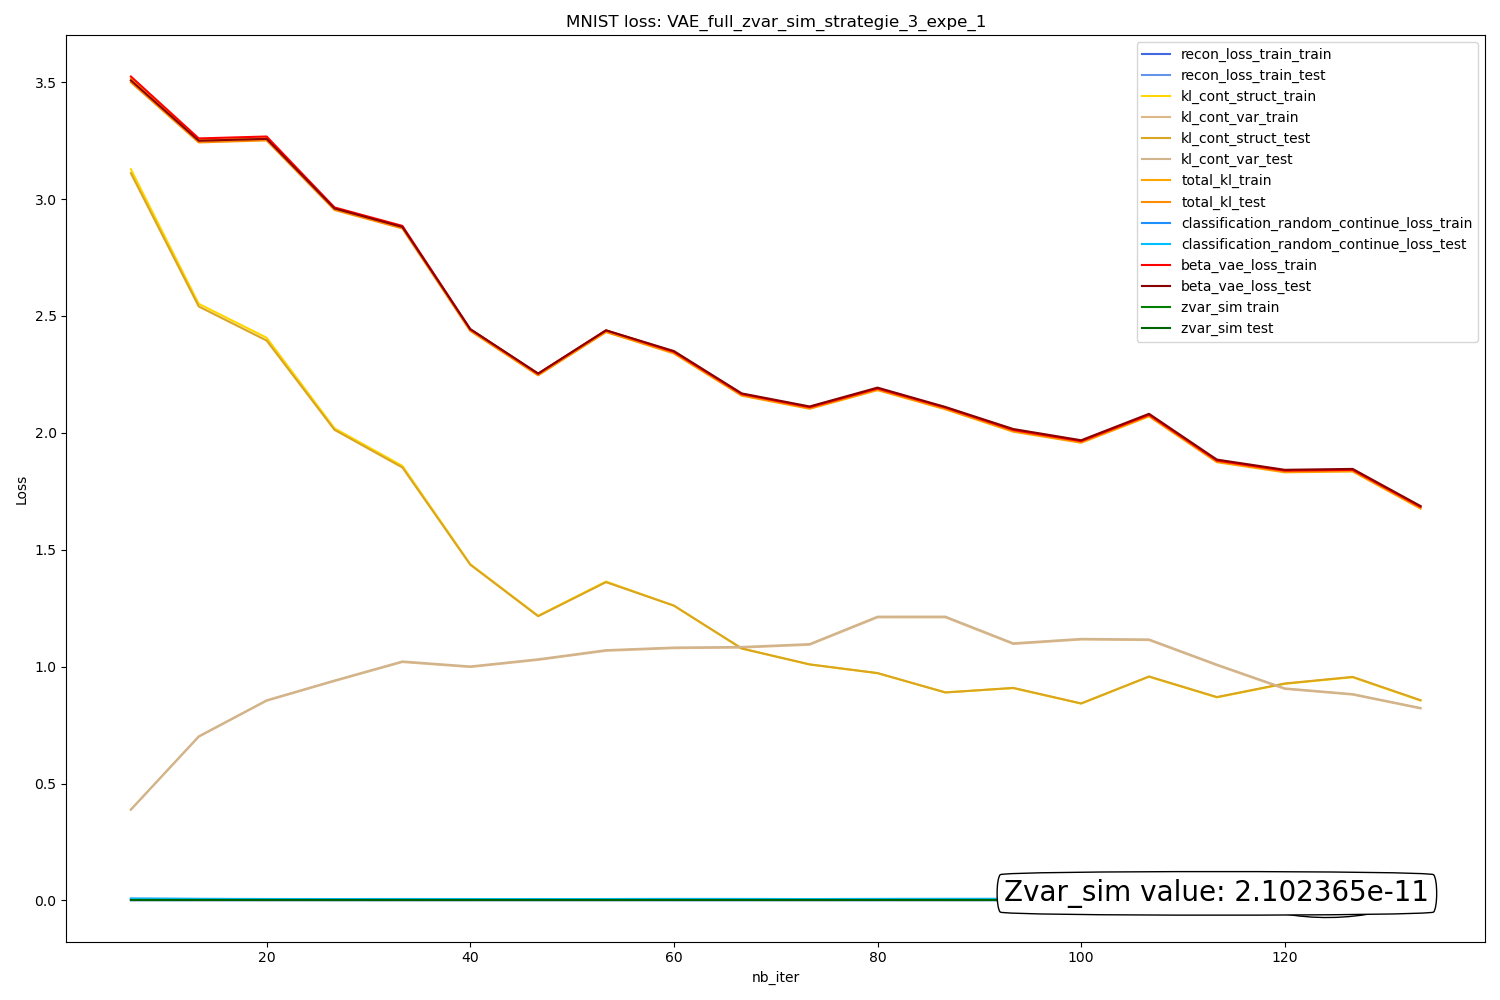 MNIST loss: VAE_full_zvar_sim_strategie_3_expe_1
recon_loss_train_train
recon_loss_train_test
kl_cont_struct_train
kl_cont_var_train
kl_cont_struct_test
kl_cont_var_test
total_kl_train
total_kl_test
classification_random_continue_loss_train
classification_random_continue_loss_test
beta_vae_loss_train
beta_vae_loss_test
zvar_sim train
zvar_sim test
3.5
3.0
2.5
2.0
1.5
1.0
0.5
0.0
Loss
Zvar_sim value: 2.102365e-11
20 40 60 80 100 120
nb_iter